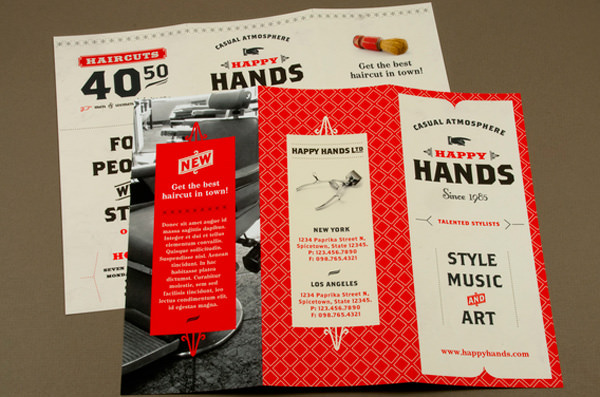 HAIRCUTS
40 50
men & women
CASUAL ATMOSPHERE
HAPPY
HANDS
Get the best
haircut in town!
FO
PEO
W
ST
HO
SEVEN
MOND
NEW
Get the best
haircut in town!
Donec sit amet augue id
massa sagittis dapibus.
Integer et dui et tellus
elementum convallis.
Quisque sollicitudin.
Suspendisse nisi. Aenean
tincidunt. In hac
habitasse platea
dictumst. Curabitur
molestie, sem sed
facilisis tincidunt, leo
lectus condimentum elit,
id egestas magna.
HAPPY HANDS LTD
NEW YORK
1234 Paprika Street N.
Spicetown, State 12345.
P: 123.456.7890
F: 098.765.4321
LOS ANGELES
1234 Paprika Street N.
Spicetown, State 12345.
P: 123.456.7890
F: 098.765.4321
CASUAL ATMOSPHERE
HAPPY
HANDS
Since 1985
TALENTED STYLISTS
STYLE
MUSIC
AND
ART
www.happyhands.com